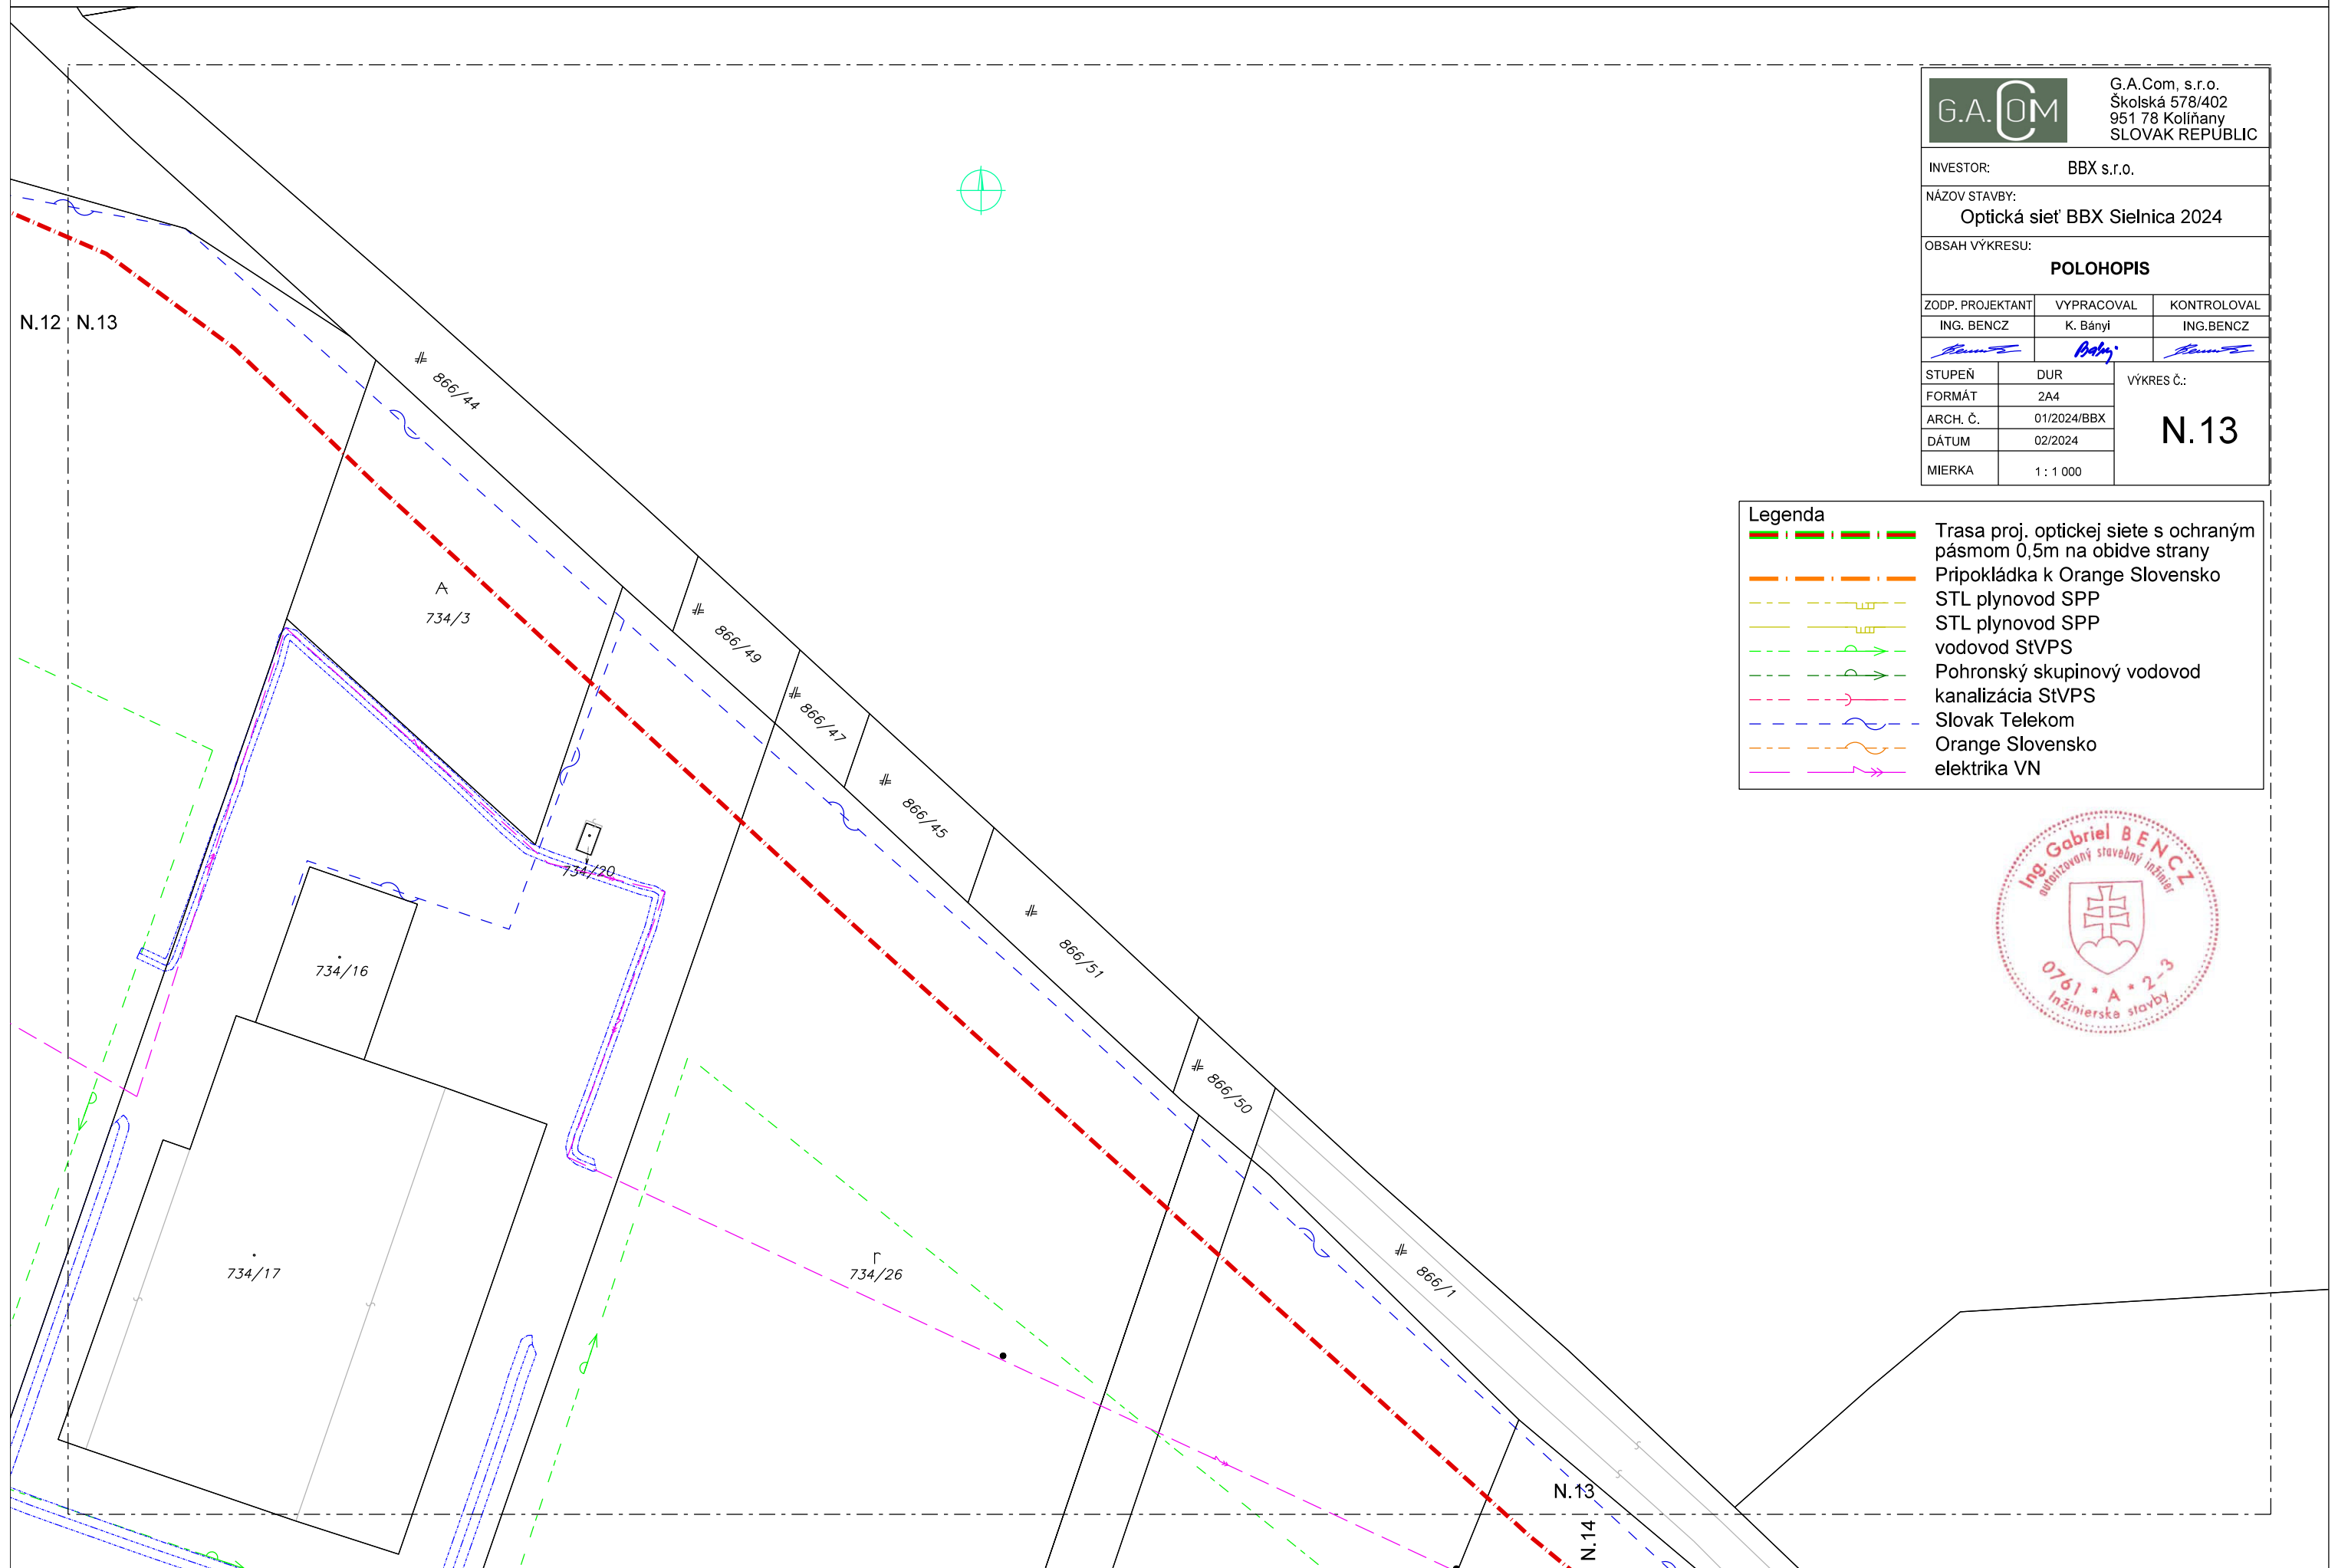 G.A.COM
G.A.Com, s.r.o.
Školská 578/402
951 78 Kolíňany
SLOVAK REPUBLIC
INVESTOR: BBX s.r.o.
NÁZOV STAVBY:
Optická sieť BBX Sielnica 2024
OBSAH VÝKRESU:
POLOHOPIS
ZODP. PROJEKTANT VYPRACOVAL KONTROLOVAL
ING. BENCZ K. Bányi ING.BENCZ
STUPEŇ DUR
FORMÁT 2A4
ARCH. Č. 01/2024/BBX
DÁTUM 02/2024
MIERKA 1 : 1 000
VÝKRES Č.:
N.13
Legenda
Trasa proj. optickej siete s ochraným
pásmom 0,5m na obidve strany
Pripokládka k Orange Slovensko
STL plynovod SPP
STL plynovod SPP
vodovod StVPS
Pohronský skupinový vodovod
kanalizácia StVPS
Slovak Telekom
Orange Slovensko
elektrika VN
Ing. Gabriel BENCZ
autorizovaný stavebný inžinier
0761 * A * 2-3
Inžinierske stavby
N.12 N.13
866/44
734/3
866/49
866/47
866/45
734/20
866/51
734/16
866/50
734/17
r
734/26
866/1
N.13
N.14